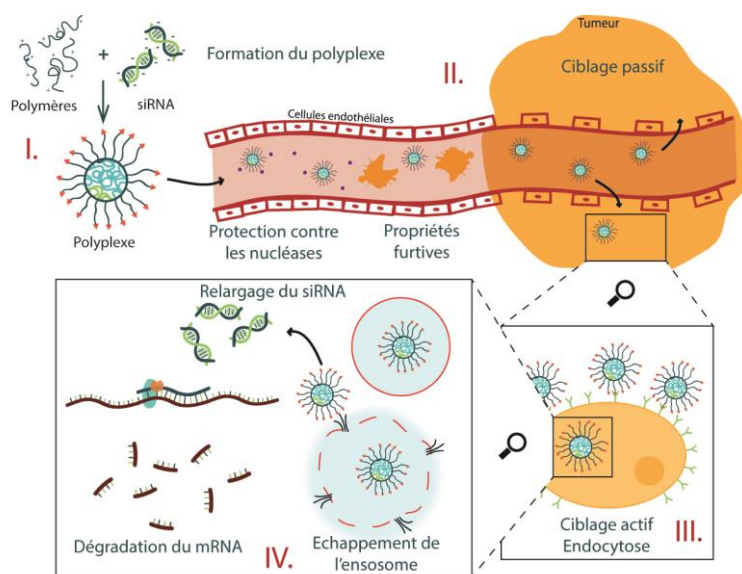 Formation du polyplexe
Polymères
+
siRNA
I.
Polyplexe
II.
Tumeur
Ciblage passif
Cellules endothéliales
Protection contre
les nucléases
Propriétés
furtives
Relargage du siRNA
Dégradation du mRNA
IV.
Echappement de
l'ensosome
Ciblage actif
Endocytose
III.